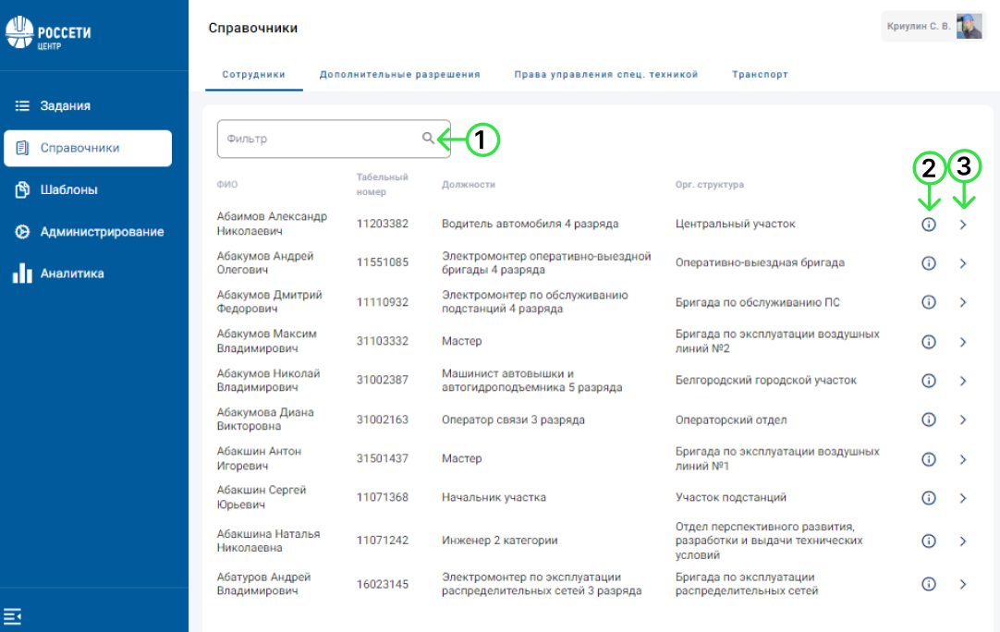 РОССЕТИ
ЦЕНТР
Задания
Справочники
Шаблоны
Администрирование
Аналитика
Справочники
Криулин С. В.
Сотрудники
Дополнительные разрешения
Права управления спец. техникой
Транспорт
Фильтр
1
2
3
ФИО
Табельный
номер
Должности
Орг. структура
Абаимов Александр
Николаевич
11203382
Водитель автомобиля 4 разряда
Центральный участок
Абакумов Андрей
Олегович
11551085
Электромонтер оперативно-выездной
бригады 4 разряда
Оперативно-выездная бригада
Абакумов Дмитрий
Федорович
11110932
Электромонтер по обслуживанию
подстанций 4 разряда
Бригада по обслуживанию ПС
Абакумов Максим
Владимирович
31103332
Мастер
Бригада по эксплуатации воздушных
линий №2
Абакумов Николай
Владимирович
31002387
Машинист автовышки и
автогидроподъемника 5 разряда
Белгородский городской участок
Абакумова Диана
Викторовна
31002163
Оператор связи 3 разряда
Операторский отдел
Абакшин Антон
Игоревич
31501437
Мастер
Бригада по эксплуатации воздушных
линий №1
Абакшин Сергей
Юрьевич
11071368
Начальник участка
Участок подстанций
Абакшина Наталья
Николаевна
11071242
Инженер 2 категории
Отдел перспективного развития,
разработки и выдачи технических
условий
Абатуров Андрей
Владимирович
16023145
Электромонтер по эксплуатации
распределительных сетей 3 разряда
Бригада по эксплуатации
распределительных сетей